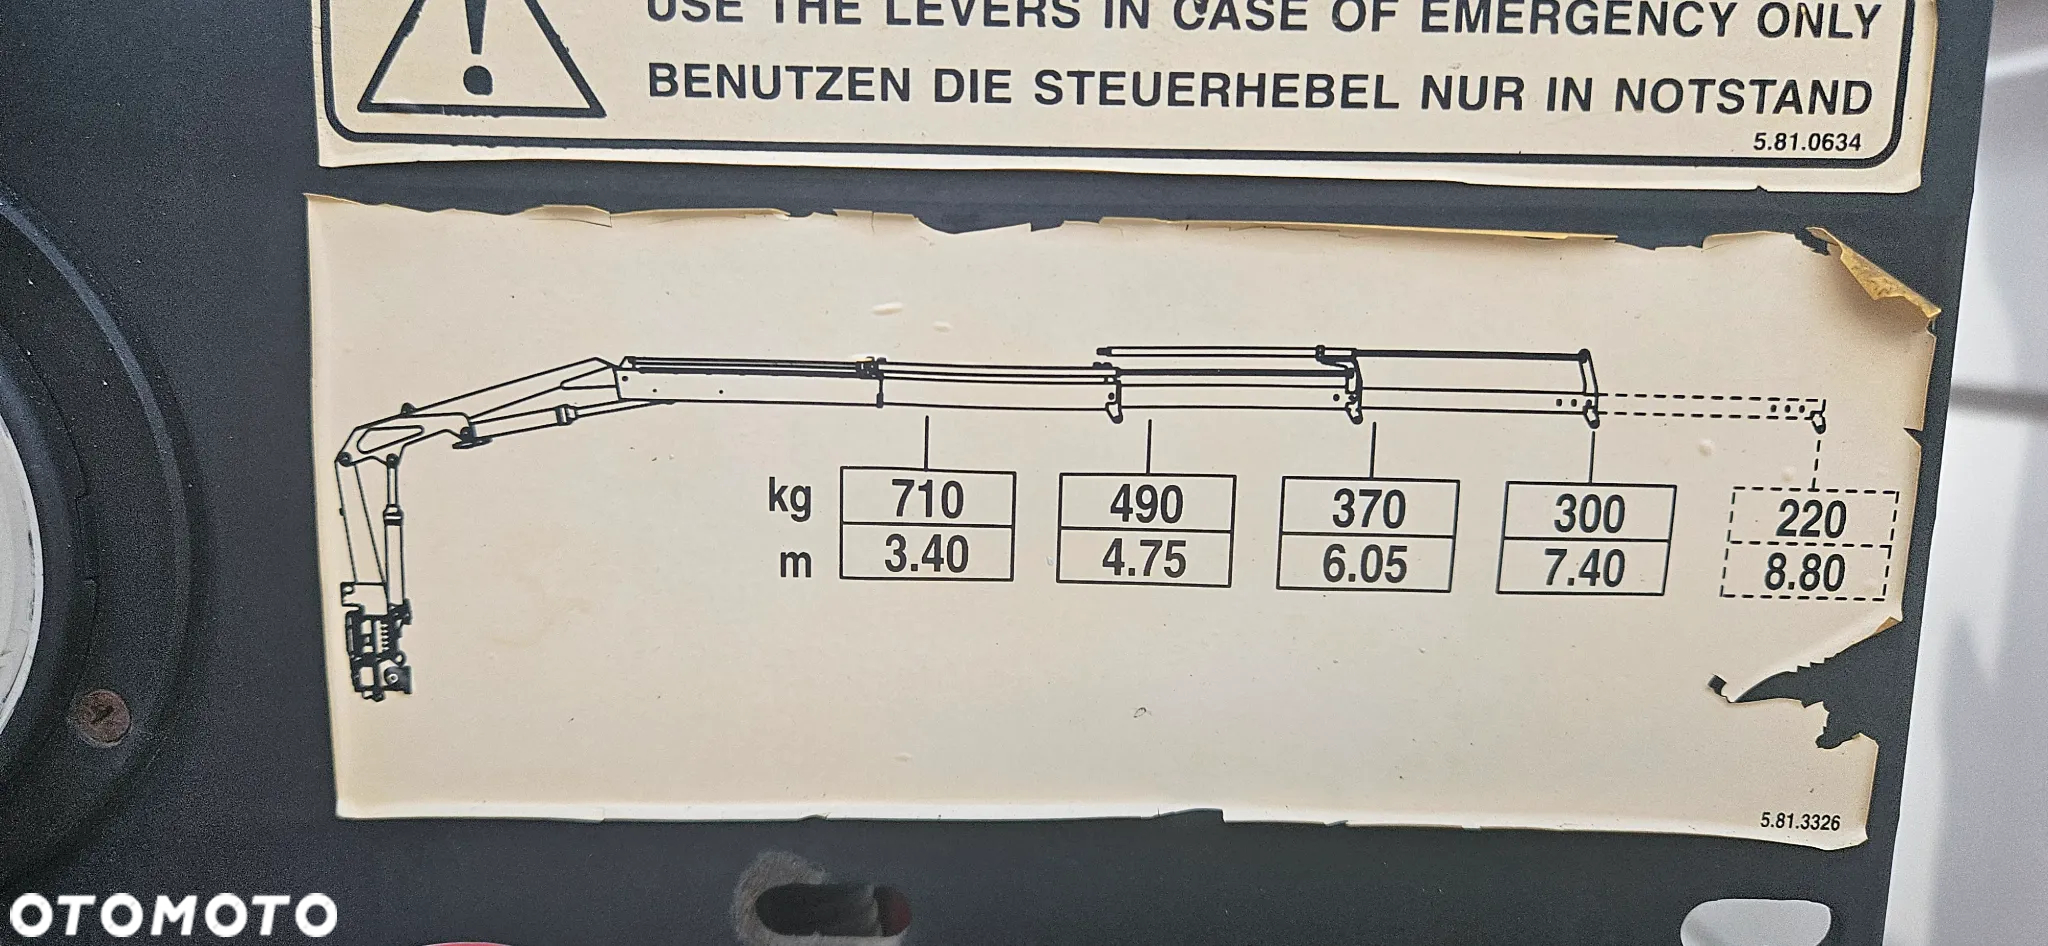 USE THE LEVERS IN CASE OF EMERGENCY ONLY
BENUTZEN DIE STEUERHEBEL NUR IN NOTSTAND
5.81.0634
kg 710 490 370 300 220
m 3.40 4.75 6.05 7.40 8.80
5.81.3326
OTOMOTO